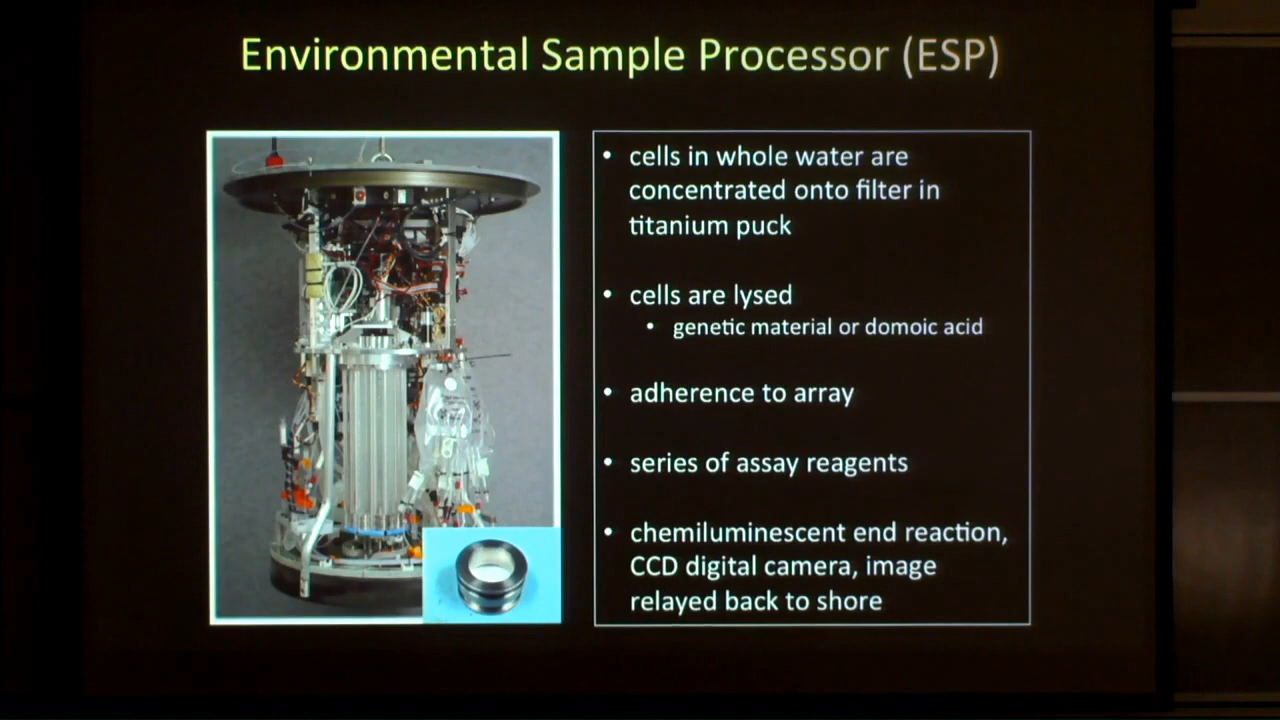 Environmental Sample Processor (ESP)
• cells in whole water are
concentrated onto filter in
titanium puck
• cells are lysed
• genetic material or domoic acid
• adherence to array
• series of assay reagents
• chemiluminescent end reaction,
CCD digital camera, image
relayed back to shore